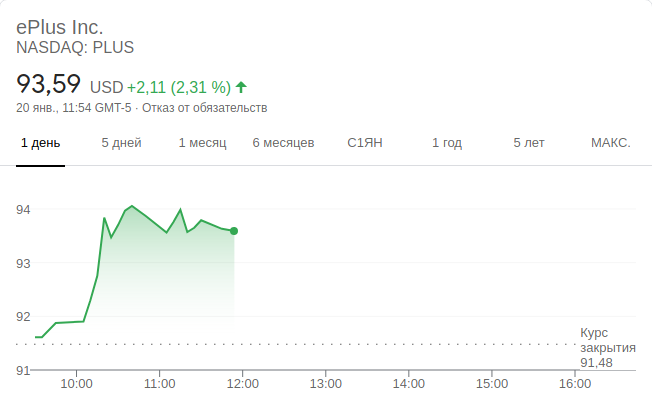 ePlus Inc.
NASDAQ: PLUS
93,59 USD +2,11 (2,31 %)
20 янв., 11:54 GMT-5 · Отказ от обязательств
1 день 5 дней 1 месяц 6 месяцев С1ЯН 1 год 5 лет МАКС.
94
93
92
Курс
закрытия
91,48
91
10:00 11:00 12:00 13:00 14:00 15:00 16:00